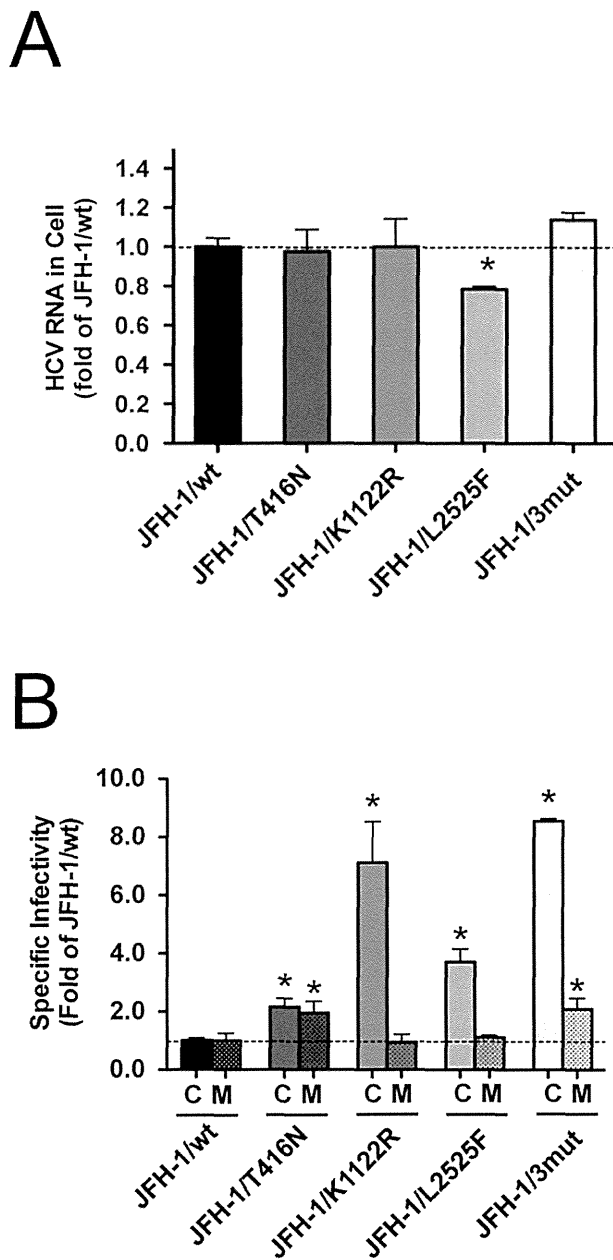 A
HCV RNA in Cell
(fold of JFH-1/wt)
1.4
1.2
1.0
0.8
0.6
0.4
0.2
0.0
*
JFH-1/wt
JFH-1/T416N
JFH-1/K1122R
JFH-1/L2525F
JFH-1/3mut
B
Specific Infectivity
(Fold of JFH-1/wt)
10.0
8.0
6.0
4.0
2.0
0.0
* * * * * *
C M C M C M C M C M
JFH-1/wt
JFH-1/T416N
JFH-1/K1122R
JFH-1/L2525F
JFH-1/3mut